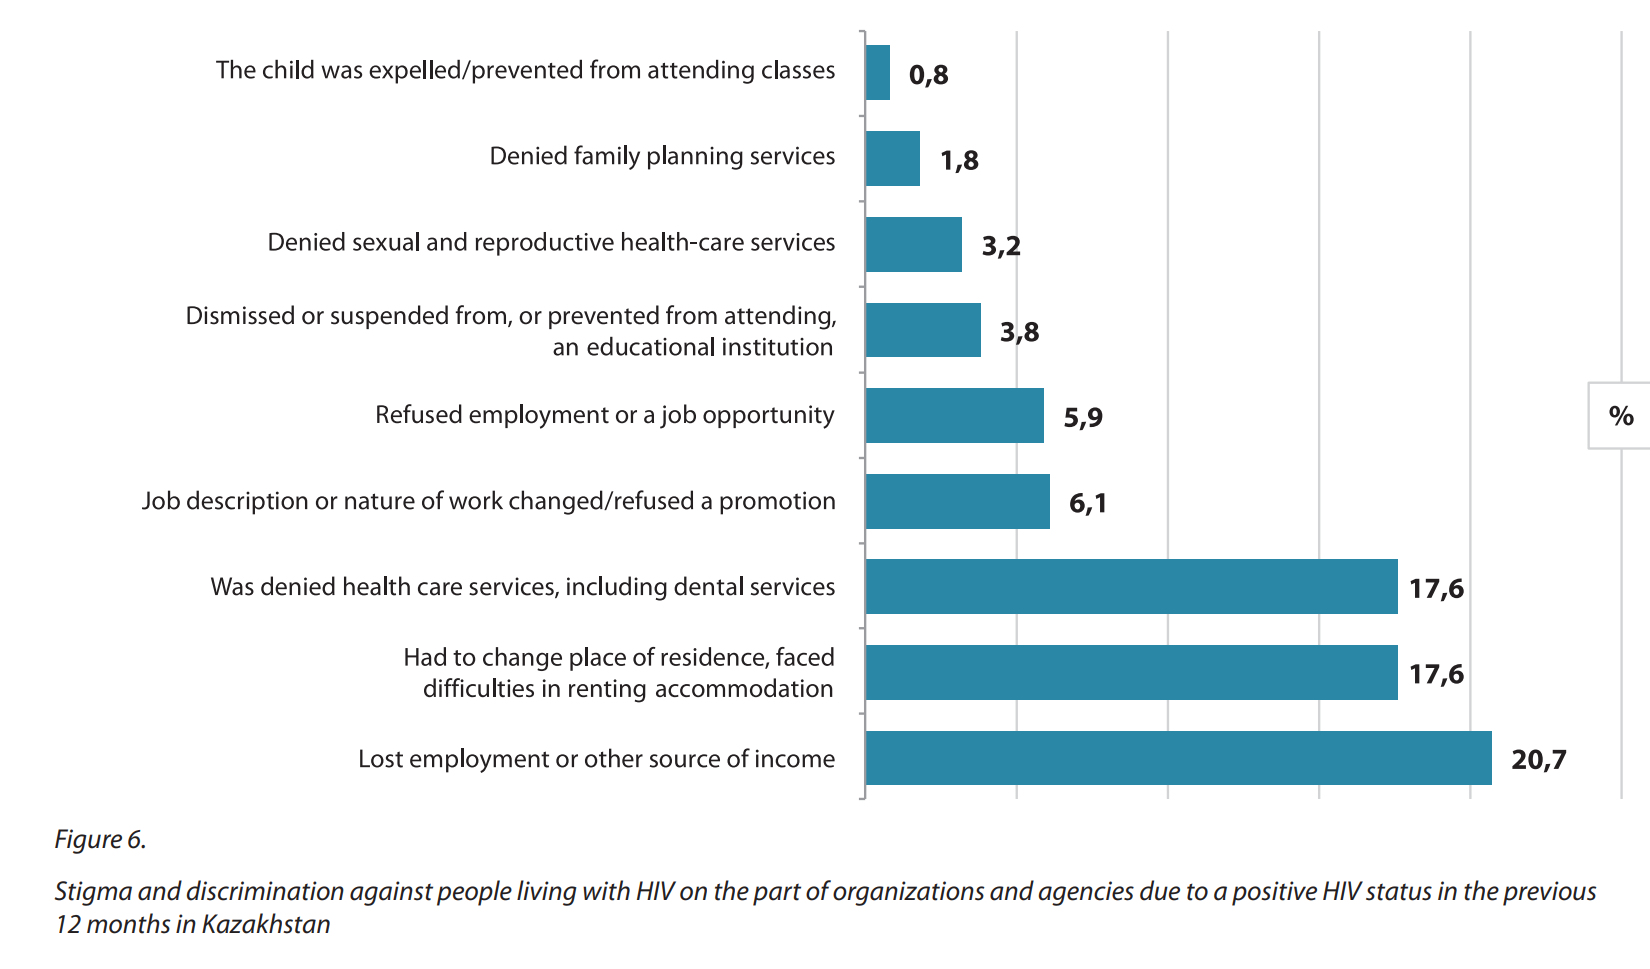 The child was expelled/prevented from attending classes
0,8
Denied family planning services
1,8
Denied sexual and reproductive health-care services
3,2
Dismissed or suspended from, or prevented from attending,
an educational institution
3,8
Refused employment or a job opportunity
5,9
%
Job description or nature of work changed/refused a promotion
6,1
Was denied health care services, including dental services
17,6
Had to change place of residence, faced
difficulties in renting accommodation
17,6
Lost employment or other source of income
20,7
Figure 6.
Stigma and discrimination against people living with HIV on the part of organizations and agencies due to a positive HIV status in the previous
12 months in Kazakhstan